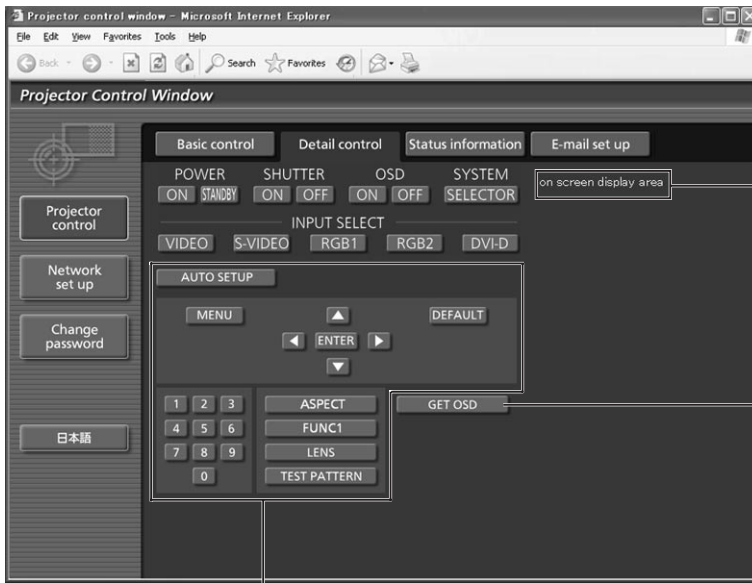 Projector control window - Microsoft Internet Explorer
File Edit View Favorites Tools Help
Back Search Favorites
Projector Control Window
Basic control Detail control Status information E-mail set up
POWER SHUTTER OSD SYSTEM
ON STANDBY ON OFF ON OFF SELECTOR
on screen display area
INPUT SELECT
VIDEO S-VIDEO RGB1 RGB2 DVI-D
Projector
control
Network
set up
Change
password
日本語
AUTO SETUP
MENU DEFAULT
ENTER
1 2 3 ASPECT GET OSD
4 5 6 FUNC1
7 8 9 LENS
0 TEST PATTERN